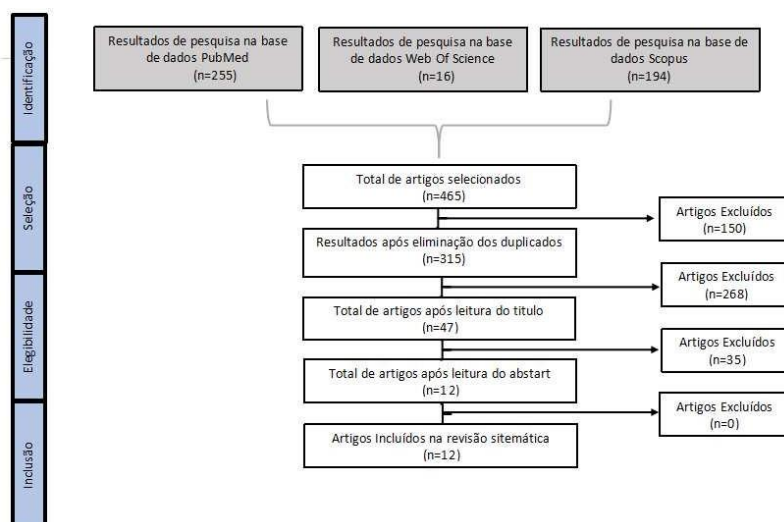 Identificação
Resultados de pesquisa na base
de dados PubMed
(n=255)
Resultados de pesquisa na base
de dados Web Of Science
(n=16)
Resultados de pesquisa na base de
dados Scopus
(n=194)
Seleção
Total de artigos selecionados
(n=465)
Artigos Excluídos
(n=150)
Resultados após eliminação dos duplicados
(n=315)
Artigos Excluídos
(n=268)
Elegibilidade
Total de artigos após leitura do titulo
(n=47)
Artigos Excluídos
(n=35)
Total de artigos após leitura do abstart
(n=12)
Artigos Excluídos
(n=0)
Inclusão
Artigos Incluídos na revisão sitemática
(n=12)